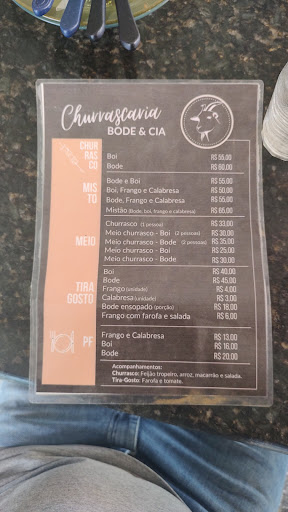 Churrascaria
BODE & CIA
CHUR
RAS
CO
Boi R$ 55,00
Bode R$ 60,00
MIS
TO
Bode e Boi R$ 55,00
Boi, Frango e Calabresa R$ 50,00
Bode, Frango e Calabresa R$ 55,00
Mistão (Bode, boi, frango e calabresa) R$ 65,00
MEIO
Churrasco (1 pessoa) R$ 33,00
Meio churrasco - Boi (2 pessoas) R$ 30,00
Meio churrasco - Bode (2 pessoas) R$ 35,00
Meio churrasco - Boi R$ 25,00
Meio churrasco - Bode R$ 30,00
TIRA
GOSTO
Boi R$ 40,00
Bode R$ 45,00
Frango (unidade) R$ 4,00
Calabresa (unidade) R$ 3,00
Bode ensopado (porção) R$ 18,00
Frango com farofa e salada R$ 6,00
PF
Frango e Calabresa R$ 13,00
Boi R$ 16,00
Bode R$ 20,00
Acompanhamentos:
Churrasco: Feijão tropeiro, arroz, macarrão e salada.
Tira-Gosto: Farofa e tomate.